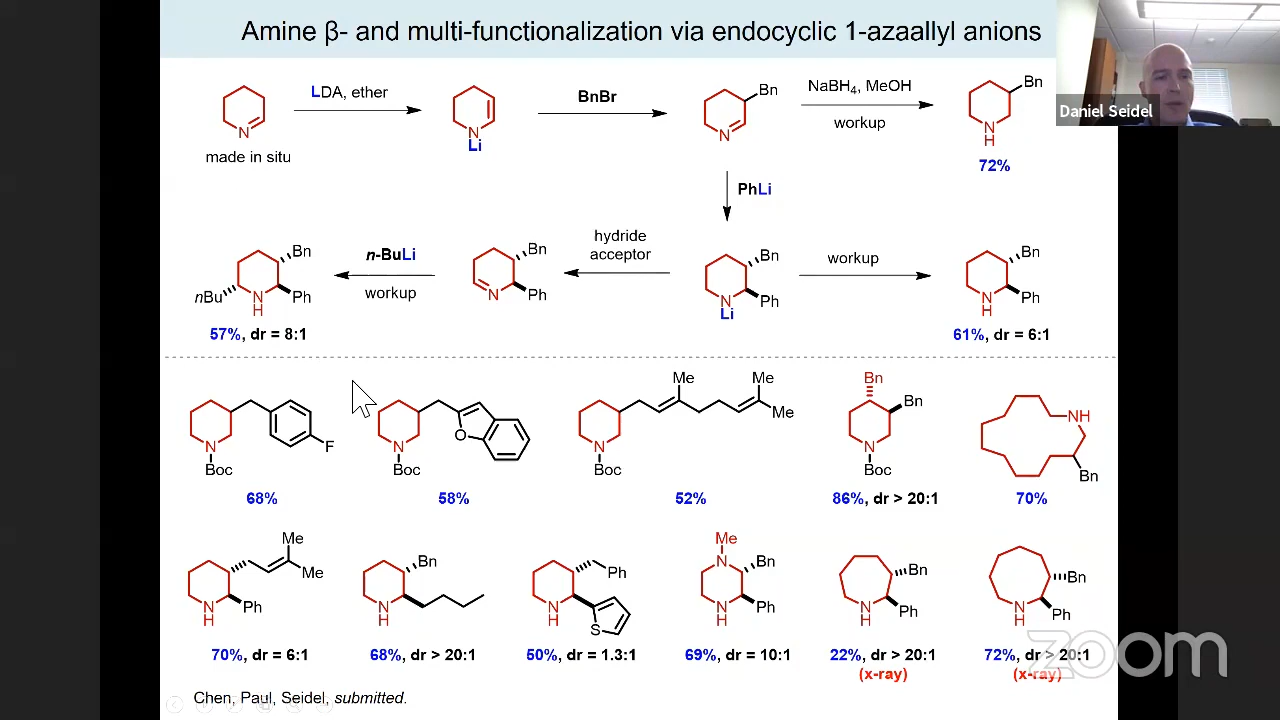 Amine β- and multi-functionalization via endocyclic 1-azaallyl anions
Daniel Seidel
N
made in situ
LDA, ether
N
Li
BnBr
Bn
N
NaBH4, MeOH
workup
Bn
N
H
72%
PhLi
Bn
nBu
N
H
Ph
57%, dr = 8:1
n-BuLi
workup
Bn
N
Ph
hydride
acceptor
Bn
N
Li
Ph
workup
Bn
N
H
Ph
61%, dr = 6:1
N
Boc
F
68%
N
Boc
O
58%
Me
Me
Me
N
Boc
52%
Bn
Bn
N
Boc
86%, dr > 20:1
NH
Bn
70%
Me
Me
N
H
Ph
70%, dr = 6:1
Bn
N
H
68%, dr > 20:1
Ph
N
H
S
50%, dr = 1.3:1
Me
N
Bn
N
H
Ph
69%, dr = 10:1
Bn
N
H
Ph
22%, dr > 20:1
(x-ray)
Bn
N
H
Ph
72%, dr > 20:1
(x-ray)
zoom
Chen, Paul, Seidel, submitted.